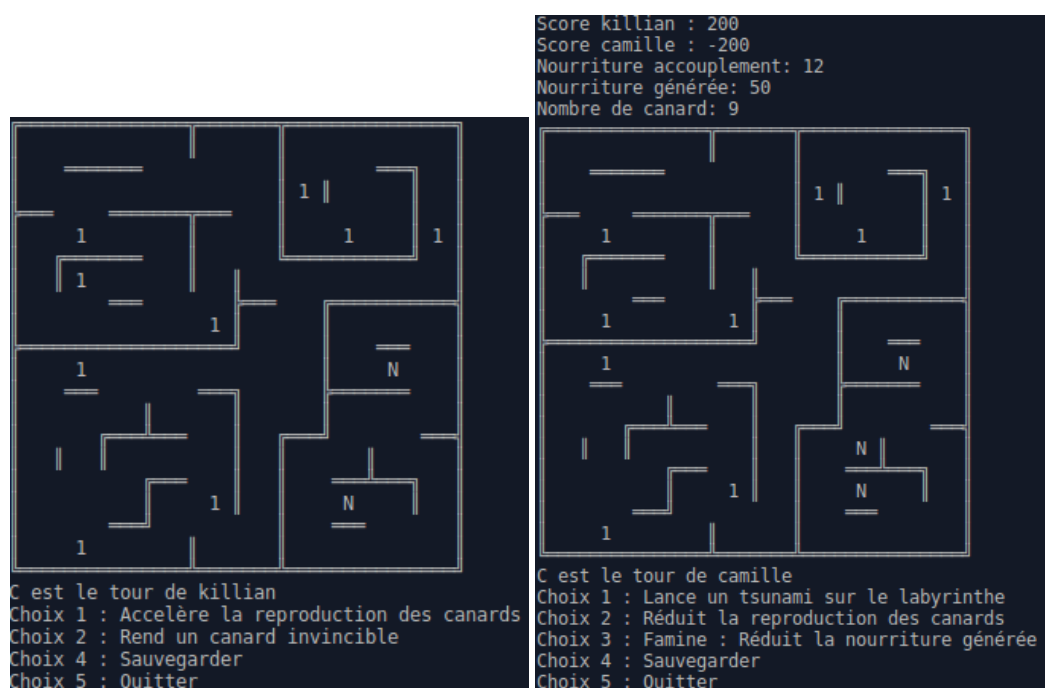 1
1 1 1
1
1
1 N
1 N
1
C est le tour de killian
Choix 1 : Accelère la reproduction des canards
Choix 2 : Rend un canard invincible
Choix 4 : Sauvegarder
Choix 5 : Quitter
Score killian : 200
Score camille : -200
Nourriture accouplement: 12
Nourriture générée: 50
Nombre de canard: 9
1 1
1 1
1 1
1 N
N
1 N
1
C est le tour de camille
Choix 1 : Lance un tsunami sur le labyrinthe
Choix 2 : Réduit la reproduction des canards
Choix 3 : Famine : Réduit la nourriture générée
Choix 4 : Sauvegarder
Choix 5 : Quitter